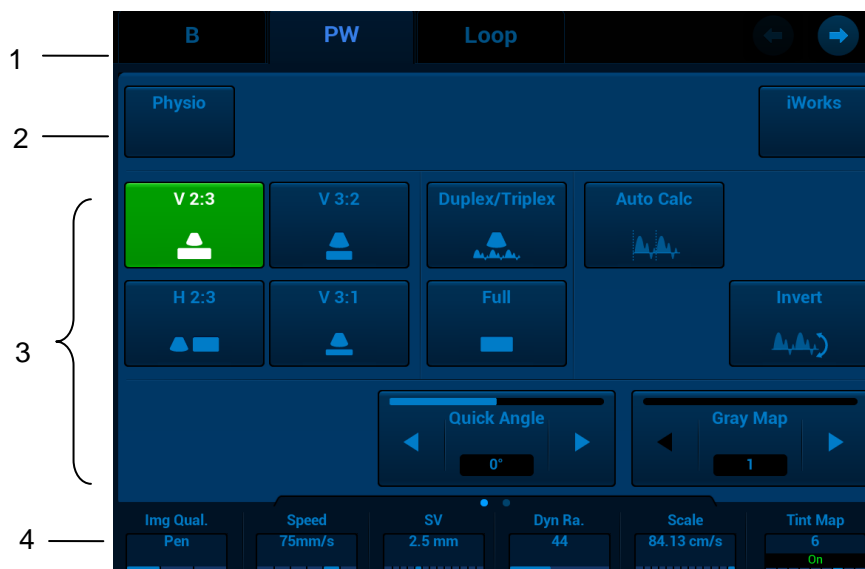 1
B PW Loop
2
Physio iWorks
3
V 2:3 V 3:2 Duplex/Triplex Auto Calc
H 2:3 V 3:1 Full Invert
Quick Angle Gray Map
0° 1
4
Img Qual. Speed SV Dyn Ra. Scale Tint Map
Pen 75mm/s 2.5 mm 44 84.13 cm/s 6
On